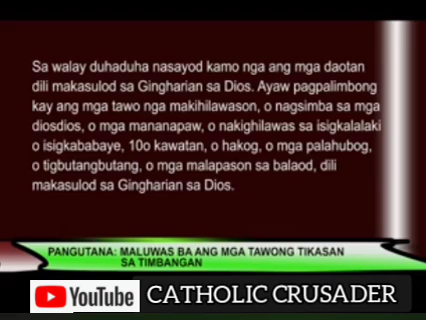 Sa walay duhaduha nasayod kamo nga ang mga daotan
dili makasulod sa Gingharian sa Dios. Ayaw pagpalimbong
kay ang mga tawo nga makihilawason, o nagsimba sa mga
diosdios, o mga mananapaw, o nakighilawas sa isigkalalaki
o isigkababaye, 10o kawatan, o hakog, o mga palahubog,
o tigbutangbutang, o mga malapason sa balaod, dili
makasulod sa Gingharian sa Dios.
PANGUTANA: MALUWAS BA ANG MGA TAWONG TIKASAN
SA TIMBANGAN
YouTube CATHOLIC CRUSADER